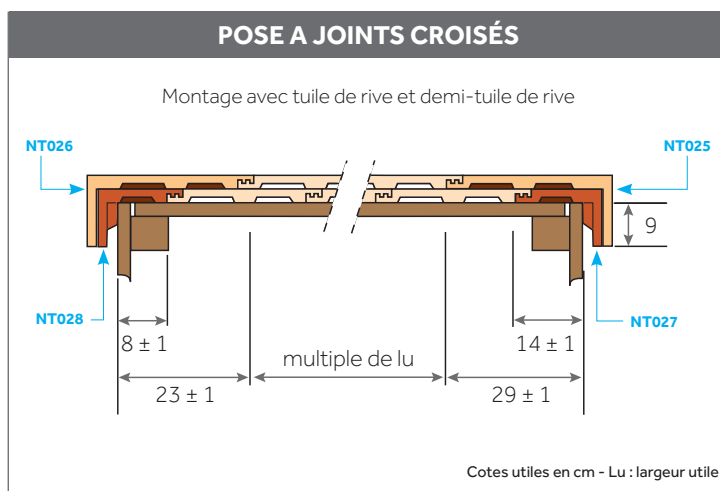 POSE A JOINTS CROISÉS
Montage avec tuile de rive et demi-tuile de rive
NT026
NT025
9
NT028
NT027
8 ± 1
14 ± 1
multiple de lu
23 ± 1
29 ± 1
Cotes utiles en cm - Lu : largeur utile